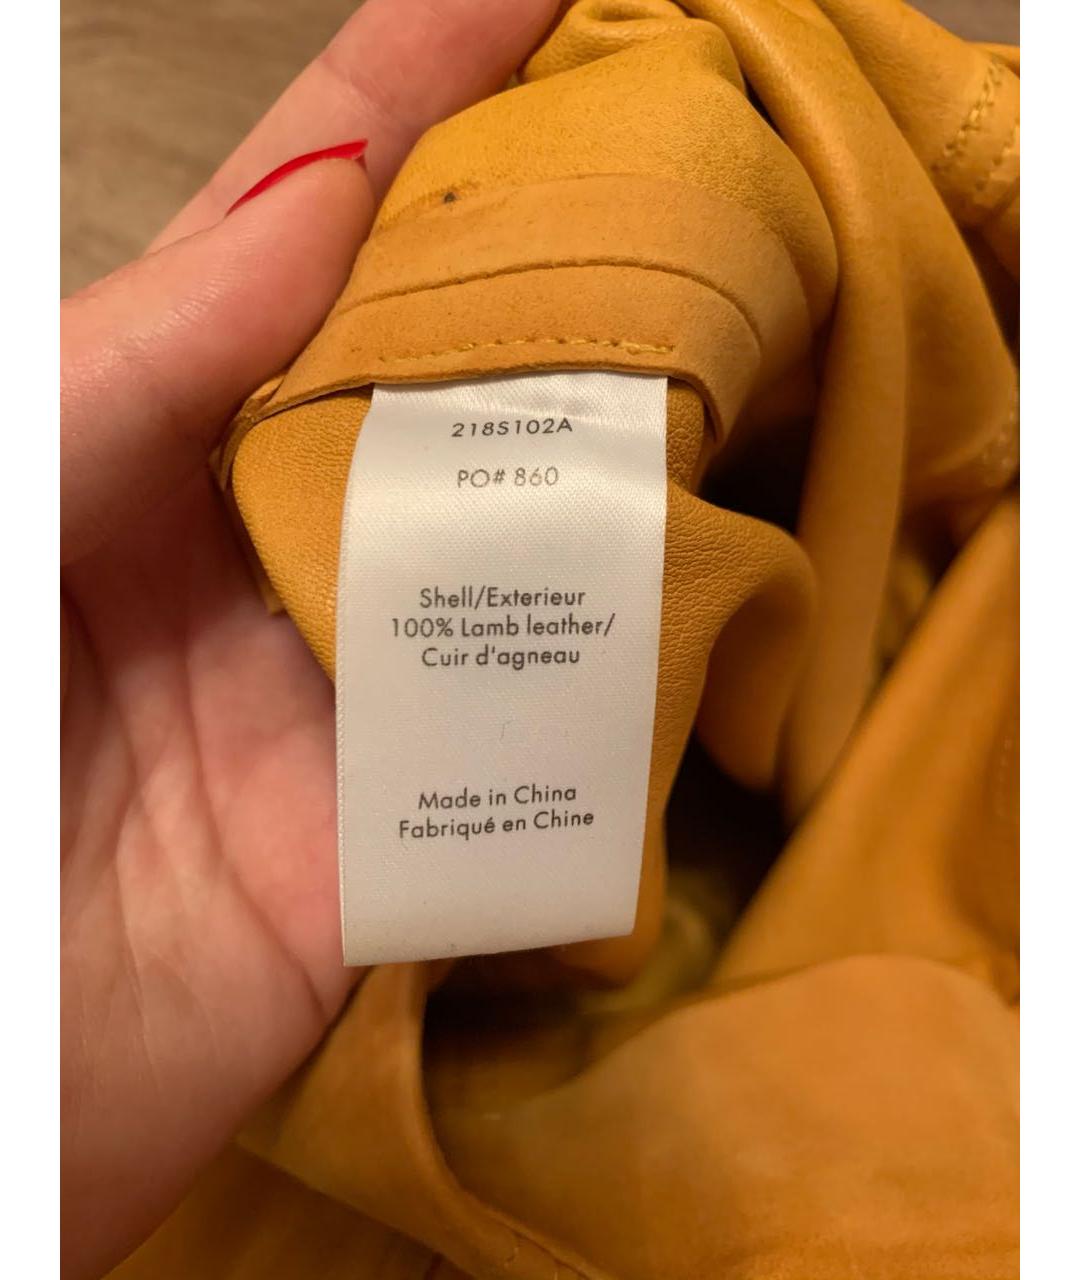 218S102A
PO# 860
Shell/Exterieur
100% Lamb leather/
Cuir d'agneau
Made in China
Fabriqué en Chine